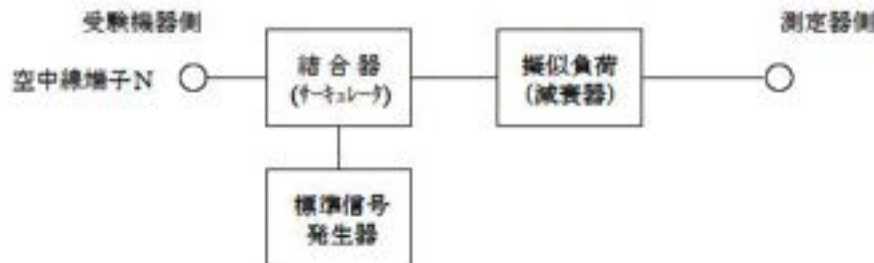 受験機器側
測定器側
空中線端子N
結合器
(サーキュレータ)
擬似負荷
(減衰器)
標準信号
発生器